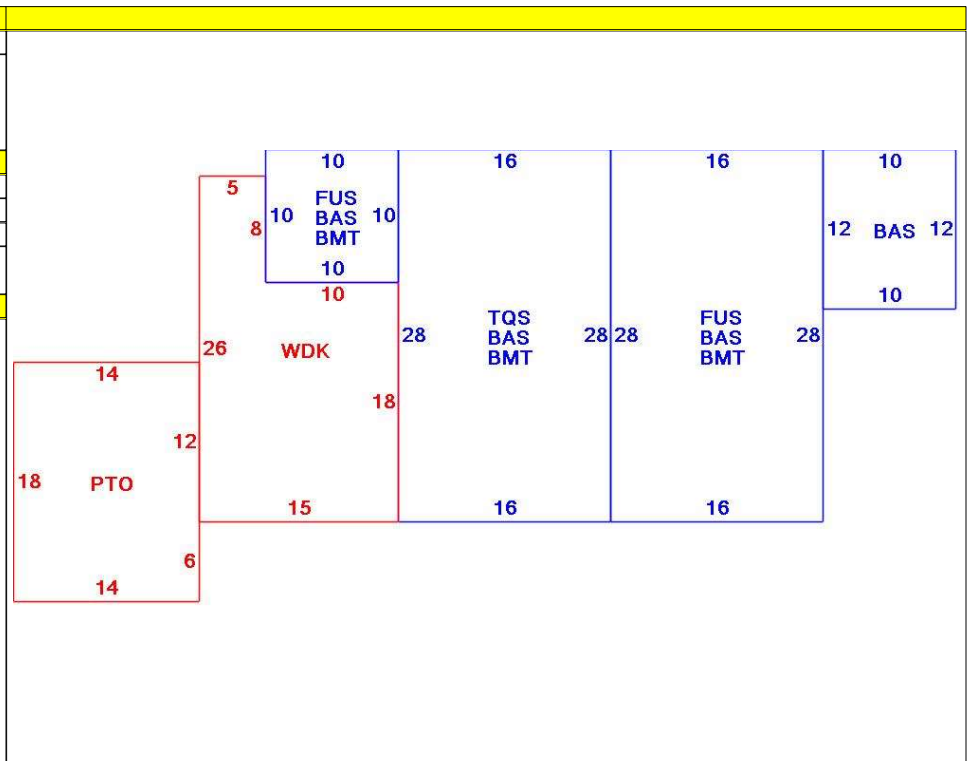 10 16 16 10
5
FUS
10 BAS 10
8 BMT
12 BAS 12
10
10
10
TQS
BAS
BMT
FUS
BAS
BMT
28 28 28 28
26 WDK
14
18
12
18 PTO
15 16 16
6
14